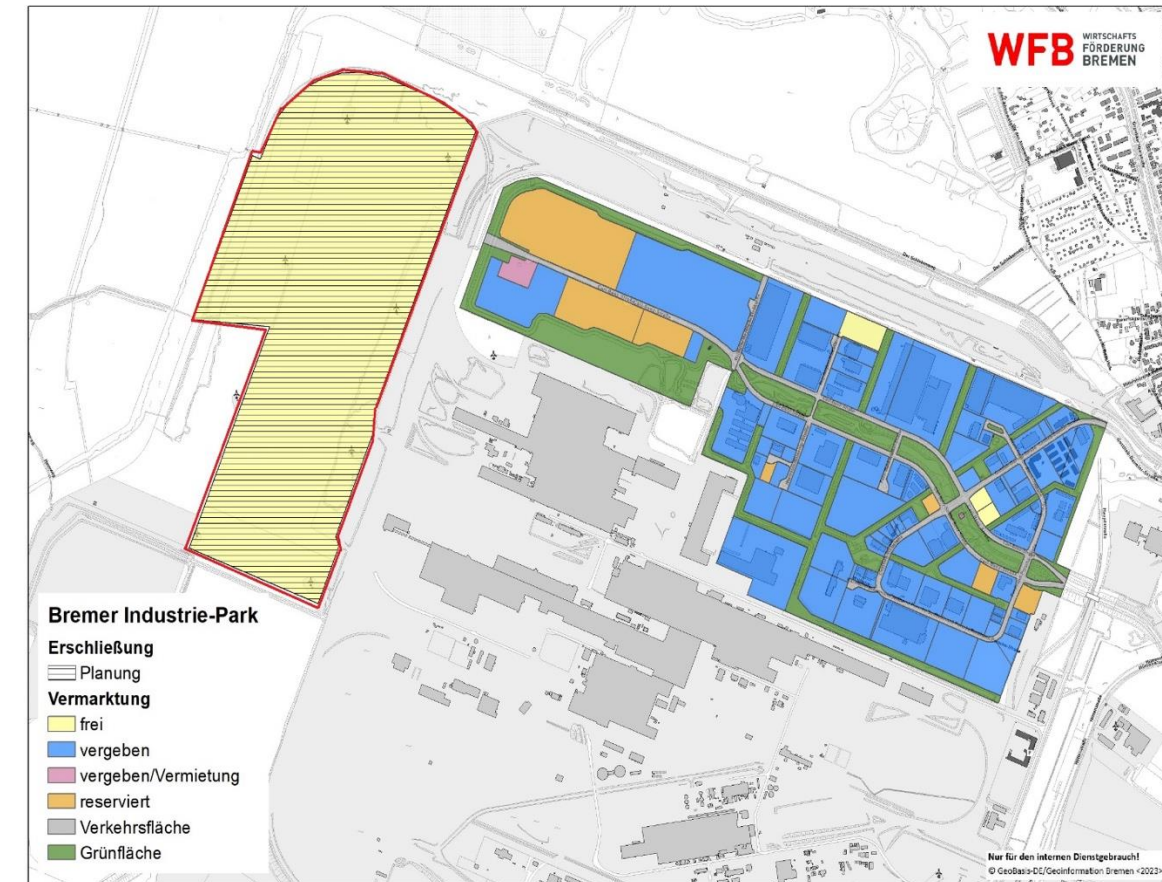 WFB WIRTSCHAFTS
FÖRDERUNG
BREMEN
Bremer Industrie-Park
Erschließung
Planung
Vermarktung
frei
vergeben
vergeben/Vermietung
reserviert
Verkehrsfläche
Grünfläche
Nur für den internen Dienstgebrauch!
© GeoBasis-DE/Geoinformation Bremen <2023>